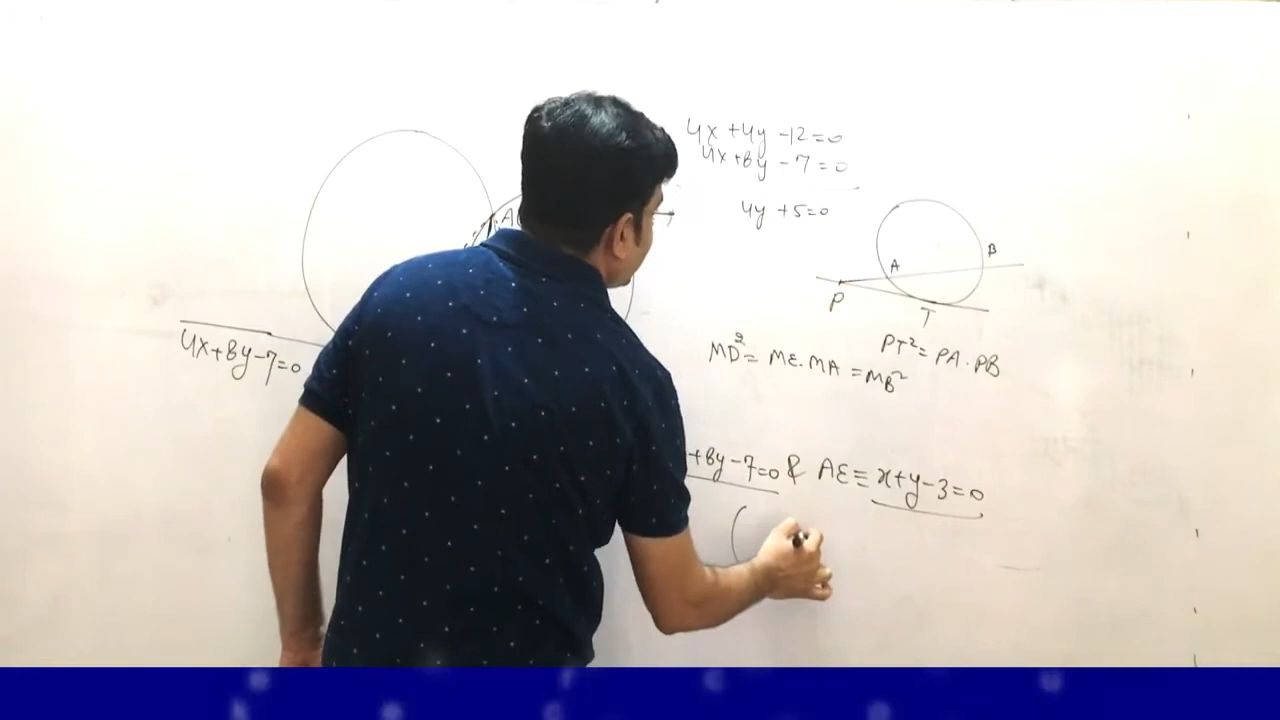 4x+4y-12=0
4x+8y-7=0
4y+5=0
A
4x+8y-7=0
A B
P T
PT²=PA.PB
MD²=ME.MA=MB²
+8y-7=0 & AE≡x+y-3=0
(